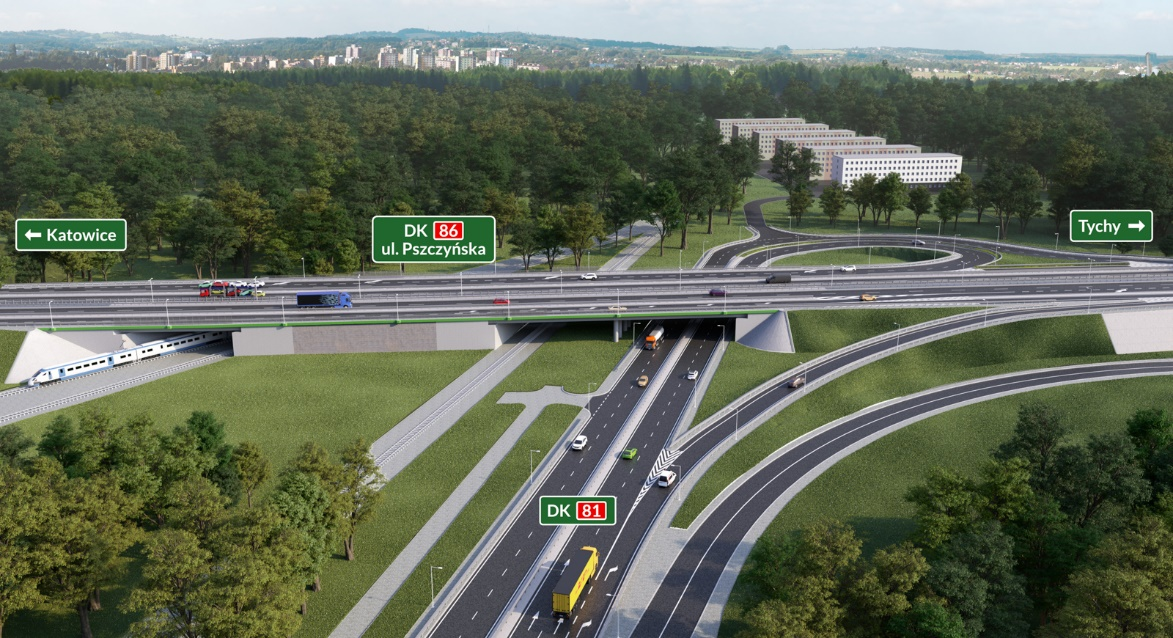 ← Katowice
DK 86
ul. Pszczyńska
Tychy →
DK 81